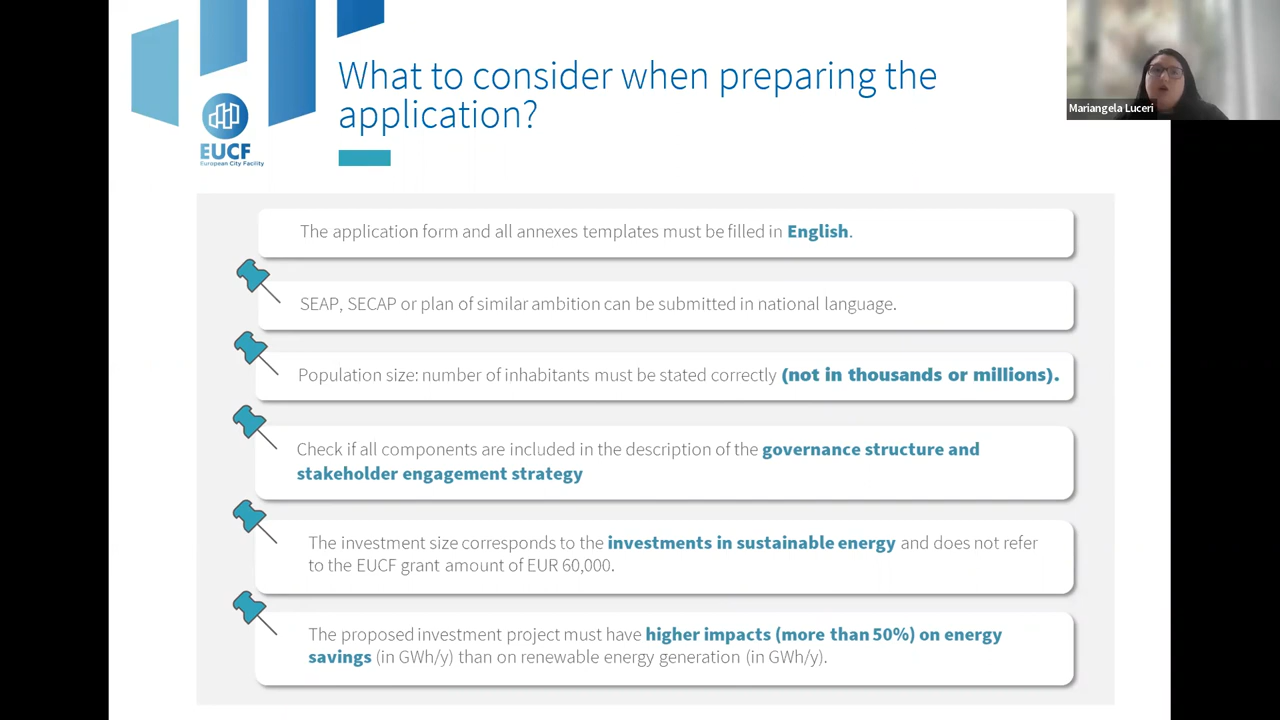 What to consider when preparing the
application?
Mariangela Luceri
EUCF
European City Facility
The application form and all annexes templates must be filled in English.
SEAP, SECAP or plan of similar ambition can be submitted in national language.
Population size: number of inhabitants must be stated correctly (not in thousands or millions).
Check if all components are included in the description of the governance structure and
stakeholder engagement strategy
The investment size corresponds to the investments in sustainable energy and does not refer
to the EUCF grant amount of EUR 60,000.
The proposed investment project must have higher impacts (more than 50%) on energy
savings (in GWh/y) than on renewable energy generation (in GWh/y).